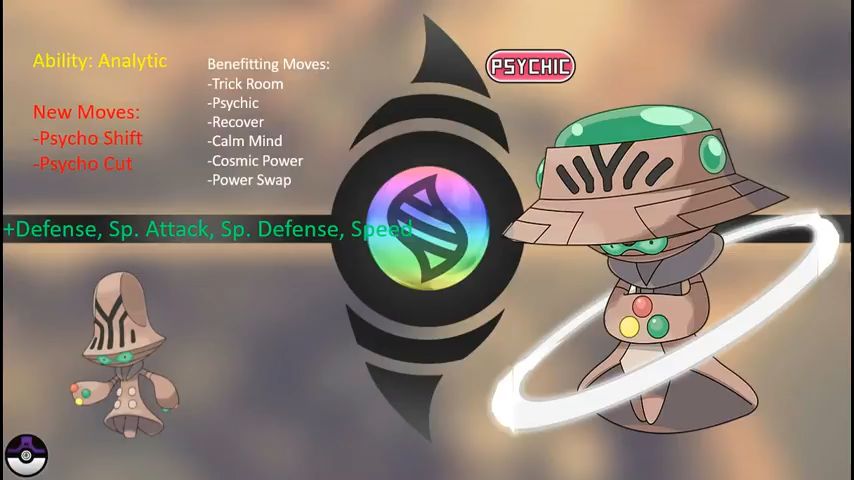 Ability: Analytic
New Moves:
-Psycho Shift
-Psycho Cut
Benefitting Moves:
-Trick Room
-Psychic
-Recover
-Calm Mind
-Cosmic Power
-Power Swap
PSYCHIC
+Defense, Sp. Attack, Sp. Defense, Speed